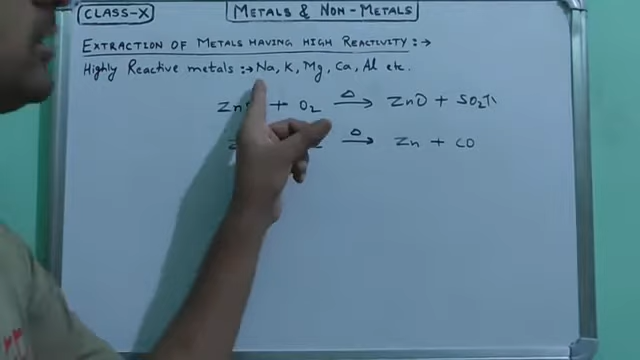 CLASS-X
METALS & NON-METALS
EXTRACTION OF METALS HAVING HIGH REACTIVITY:→
Highly Reactive metals:→ Na, K, Mg, Ca, Al etc.
+ O₂ —Δ→ ZnO + SO₂↑
—Δ→ Zn + CO